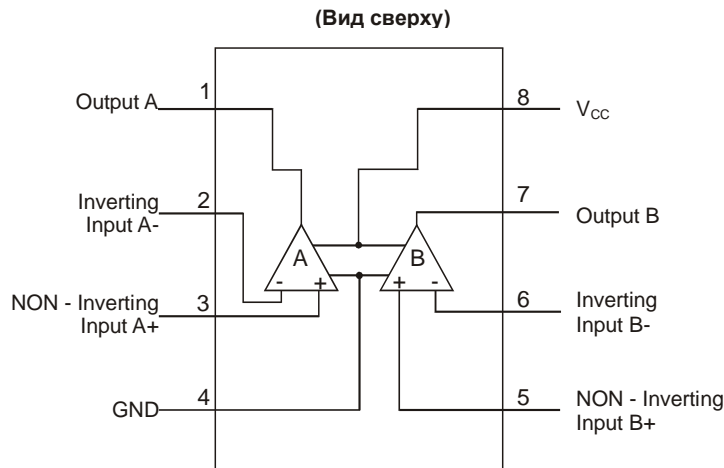 (Вид сверху)
Output A
1
8
V_CC
Inverting
Input A-
2
7
Output B
A
B
-
+
+
-
NON - Inverting
Input A+
3
6
Inverting
Input B-
GND
4
5
NON - Inverting
Input B+